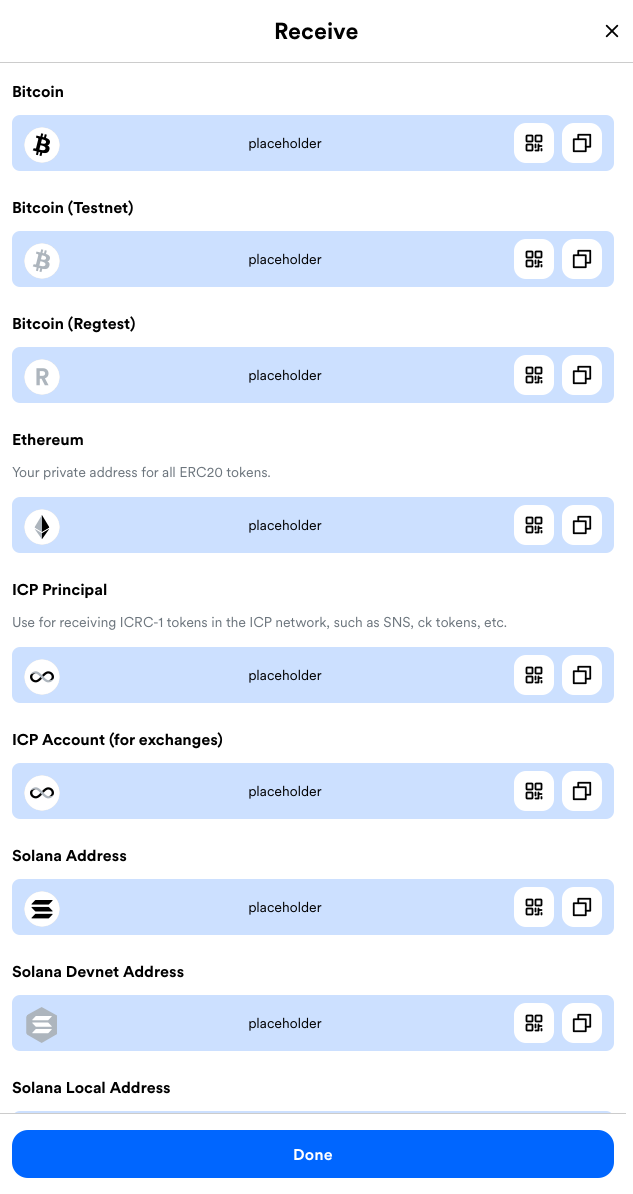 Receive
Bitcoin
placeholder
Bitcoin (Testnet)
placeholder
Bitcoin (Regtest)
R
placeholder
Ethereum
Your private address for all ERC20 tokens.
placeholder
ICP Principal
Use for receiving ICRC-1 tokens in the ICP network, such as SNS, ck tokens, etc.
placeholder
ICP Account (for exchanges)
placeholder
Solana Address
placeholder
Solana Devnet Address
placeholder
Solana Local Address
Done